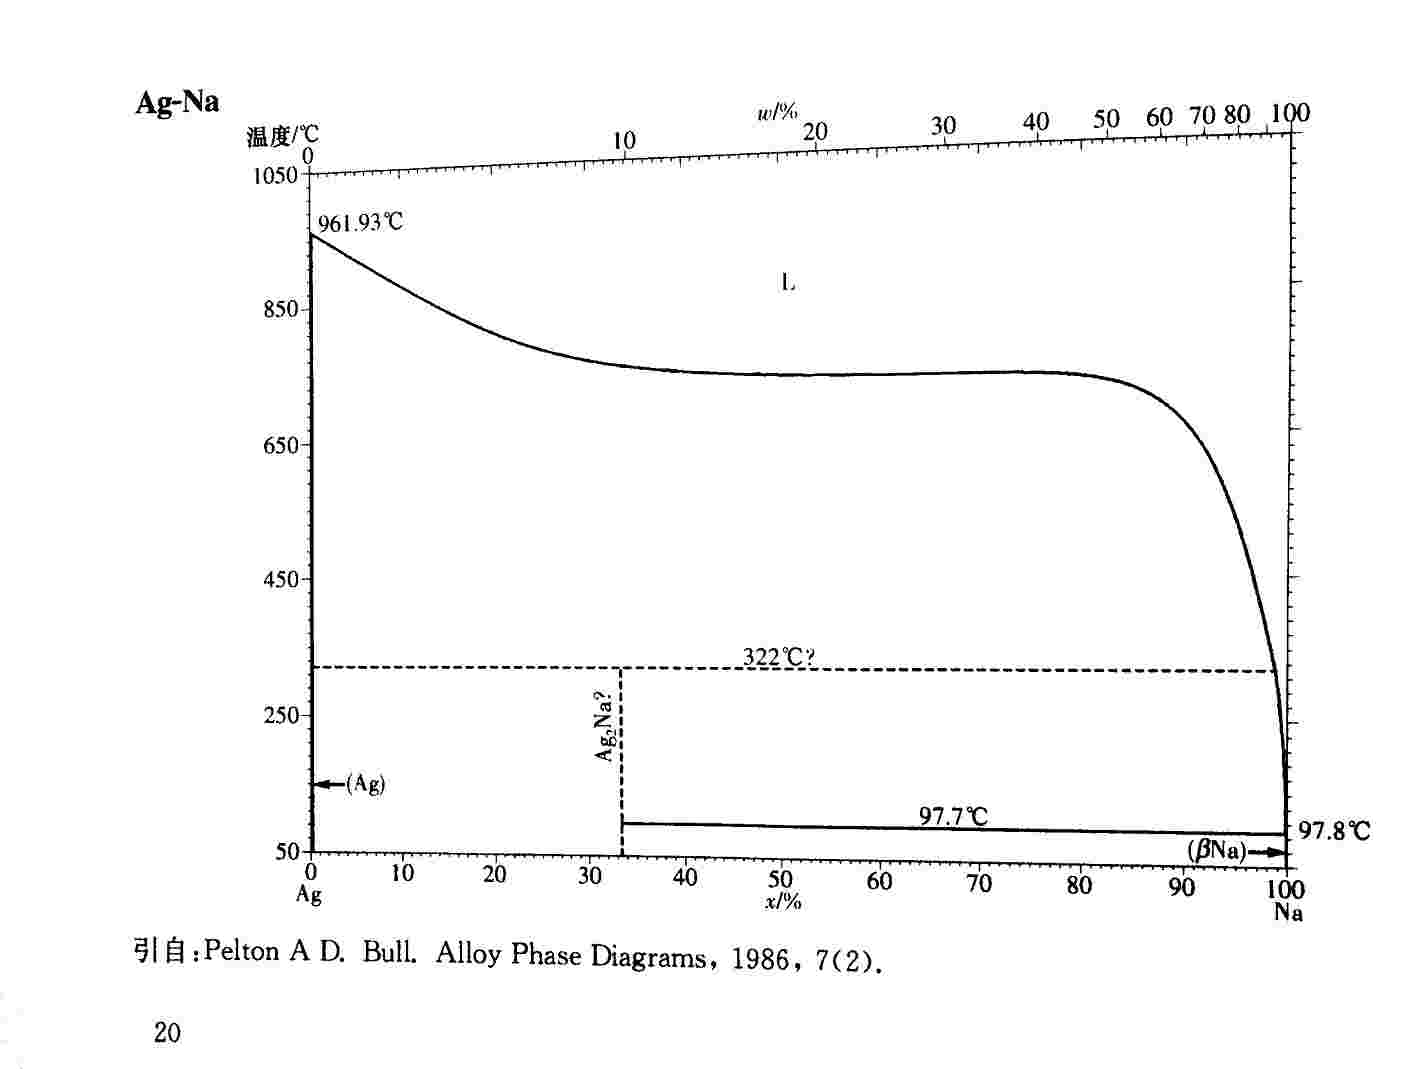 Ag-Na
w/%
温度/℃
0 10 20 30 40 50 60 70 80 100
1050
961.93℃
L
850
650
450
322℃?
Ag₂Na?
250
(Ag)
97.7℃
97.8℃
(βNa)
50
0 10 20 30 40 50 60 70 80 90 100
Ag x/% Na
引自:Pelton A D. Bull. Alloy Phase Diagrams, 1986, 7(2).
20